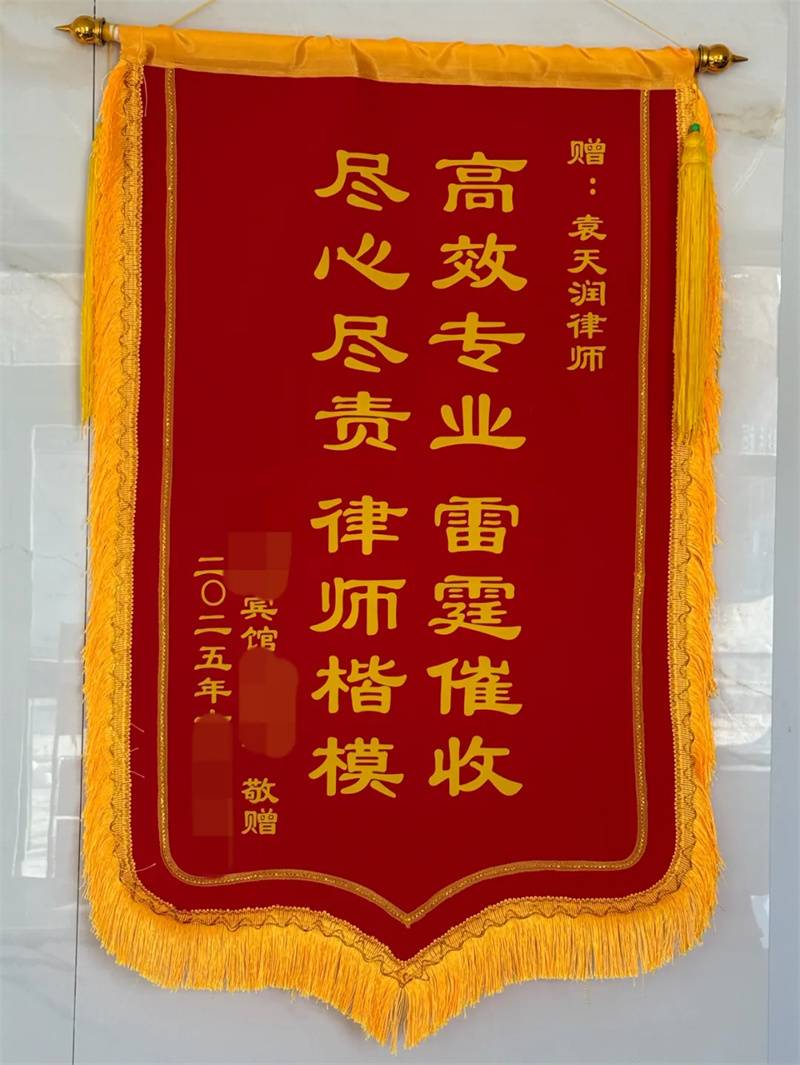 赠：袁天润律师
高效专业 雷霆催收
尽心尽责 律师楷模
宾馆 敬赠
二〇二五年